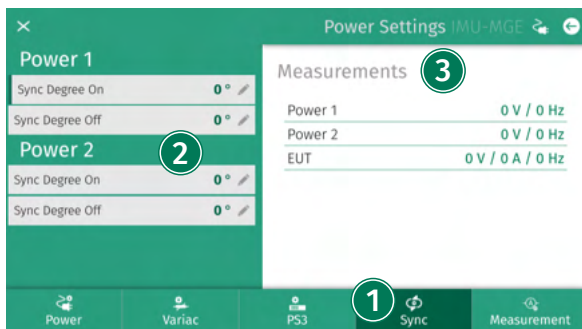 Power Settings IMU-MGE
Power 1
Sync Degree On 0 °
Sync Degree Off 0 °
Power 2
Sync Degree On 0 °
Sync Degree Off 0 °
2
Measurements
3
Power 1 0 V / 0 Hz
Power 2 0 V / 0 Hz
EUT 0 V / 0 A / 0 Hz
1
Power Variac PS3 Sync Measurement